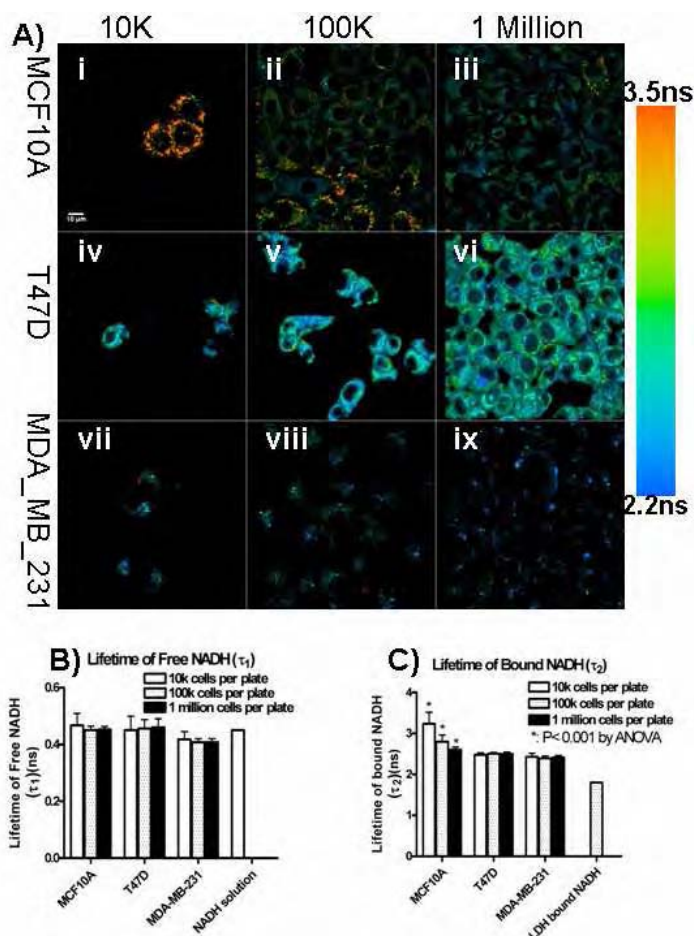 A)
10K 100K 1 Million
MCF10A
i ii iii
3.5ns
10 µm
T47D
iv v vi
MDA_MB_231
vii viii ix
2.2ns
B) Lifetime of Free NADH (τ1)
10k cells per plate
100k cells per plate
1 million cells per plate
Lifetime of Free NADH
(τ1)(ns)
0.6
0.4
0.2
0.0
MCF10A
T47D
MDA-MB-231
NADH solution
C) Lifetime of Bound NADH (τ2)
10k cells per plate
100k cells per plate
1 million cells per plate
*: P< 0.001 by ANOVA
Lifetime of bound NADH
(τ2)(ns)
4
3
2
1
0
* * *
MCF10A
T47D
MDA-MB-231
LDH bound NADH